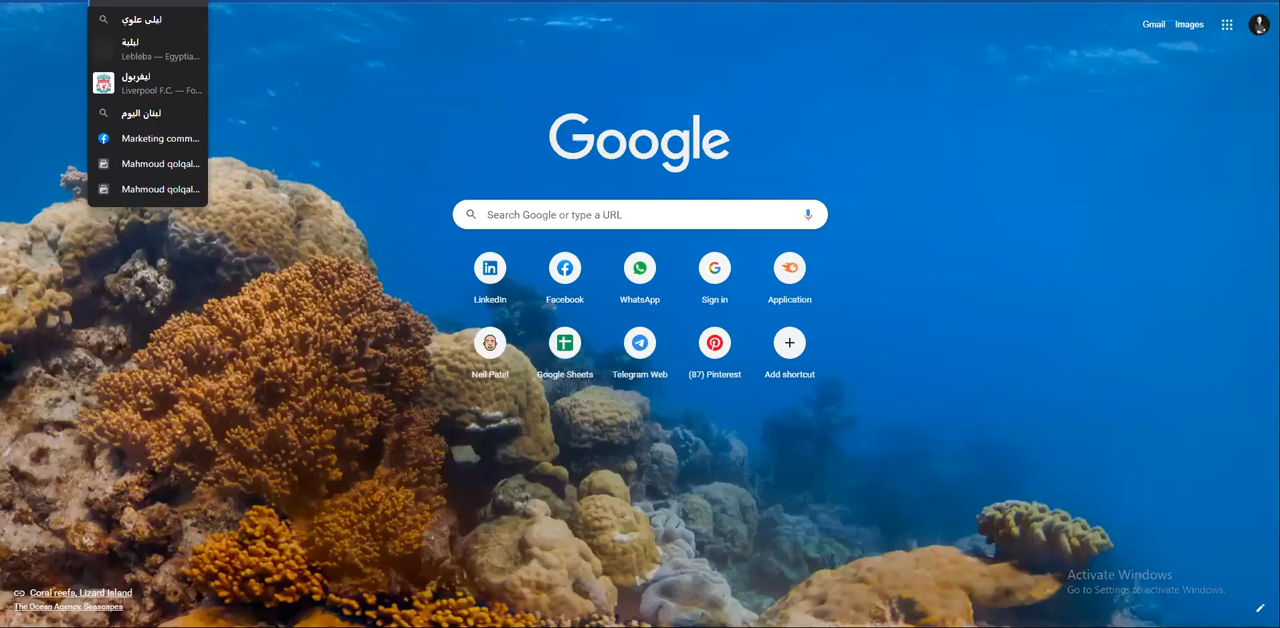 ليلى علوي
لبلبة
Lebleba — Egyptia...
ليفربول
Liverpool F.C. — Fo...
لبنان اليوم
Marketing comm...
Mahmoud qolqal...
Mahmoud qolqal...
Gmail Images
Google
Search Google or type a URL
LinkedIn
Facebook
WhatsApp
Sign in
Application
Neil Patel
Google Sheets
Telegram Web
(87) Pinterest
Add shortcut
Coral reefs, Lizard Island
The Ocean Agency, Seascapes
Activate Windows
Go to Settings to activate Windows.